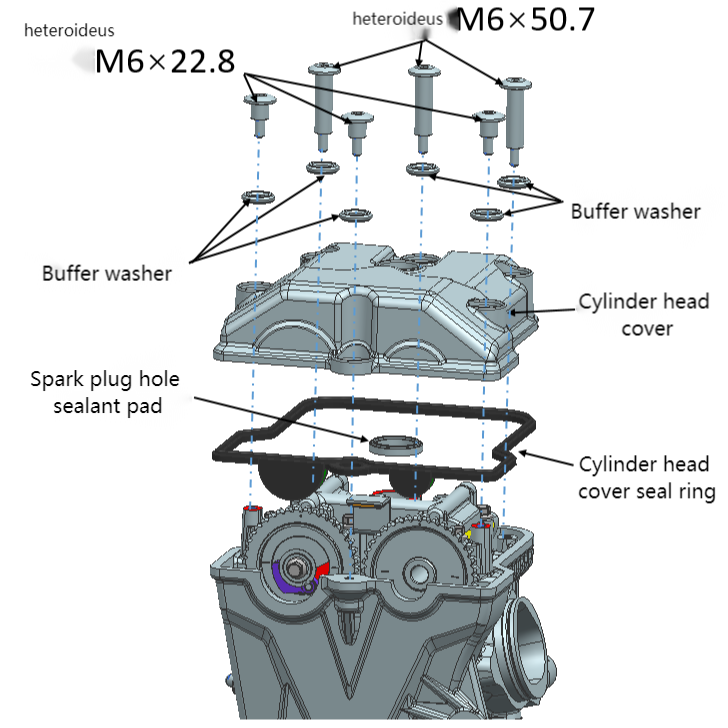 heteroideus
M6×50.7
heteroideus
M6×22.8
Buffer washer
Buffer washer
Cylinder head
cover
Spark plug hole
sealant pad
Cylinder head
cover seal ring